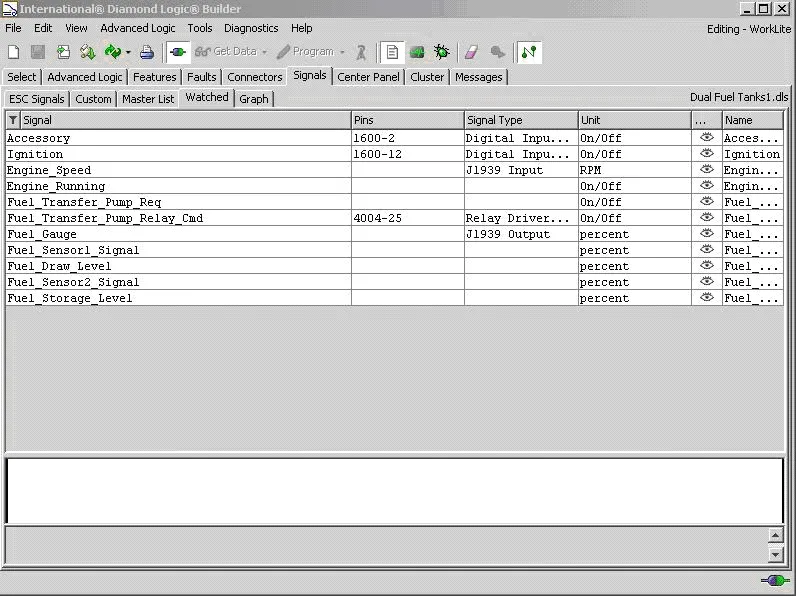 International® Diamond Logic® Builder
File Edit View Advanced Logic Tools Diagnostics Help Editing - WorkLite
Get Data Program
Select Advanced Logic Features Faults Connectors Signals Center Panel Cluster Messages
ESC Signals Custom Master List Watched Graph Dual Fuel Tanks1.dls
Signal Pins Signal Type Unit ... Name
Accessory 1600-2 Digital Inpu... On/Off Acces...
Ignition 1600-12 Digital Inpu... On/Off Ignition
Engine_Speed J1939 Input RPM Engin...
Engine_Running On/Off Engin...
Fuel_Transfer_Pump_Req On/Off Fuel_...
Fuel_Transfer_Pump_Relay_Cmd 4004-25 Relay Driver... On/Off Fuel_...
Fuel_Gauge J1939 Output percent Fuel_...
Fuel_Sensor1_Signal percent Fuel_...
Fuel_Draw_Level percent Fuel_...
Fuel_Sensor2_Signal percent Fuel_...
Fuel_Storage_Level percent Fuel_...